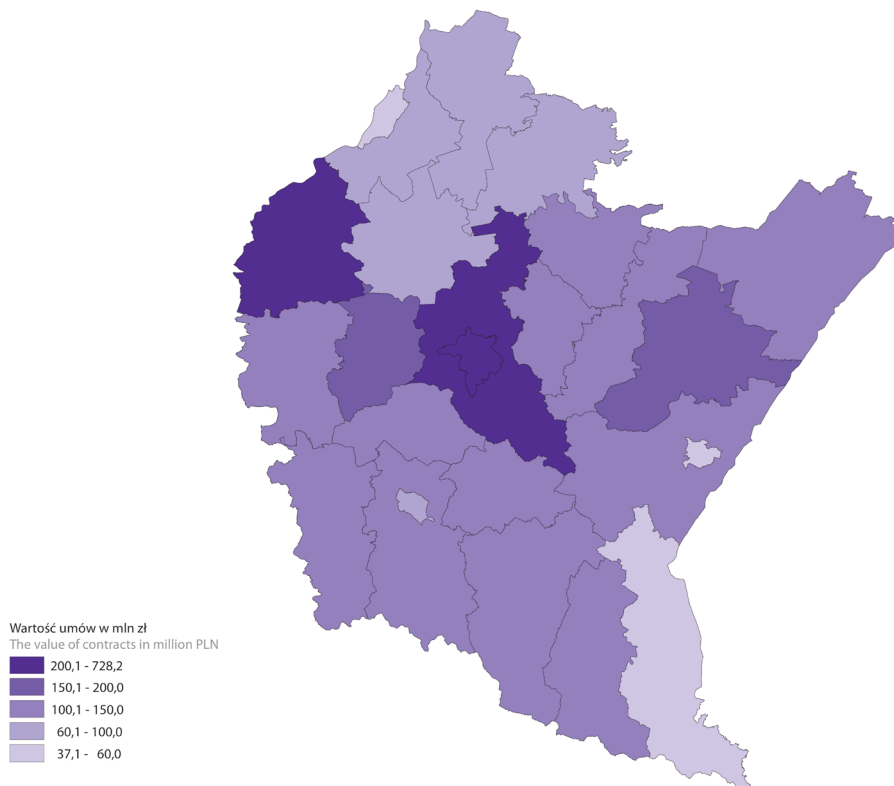 Wartość umów w mln zł
The value of contracts in million PLN
200,1 - 728,2
150,1 - 200,0
100,1 - 150,0
60,1 - 100,0
37,1 - 60,0